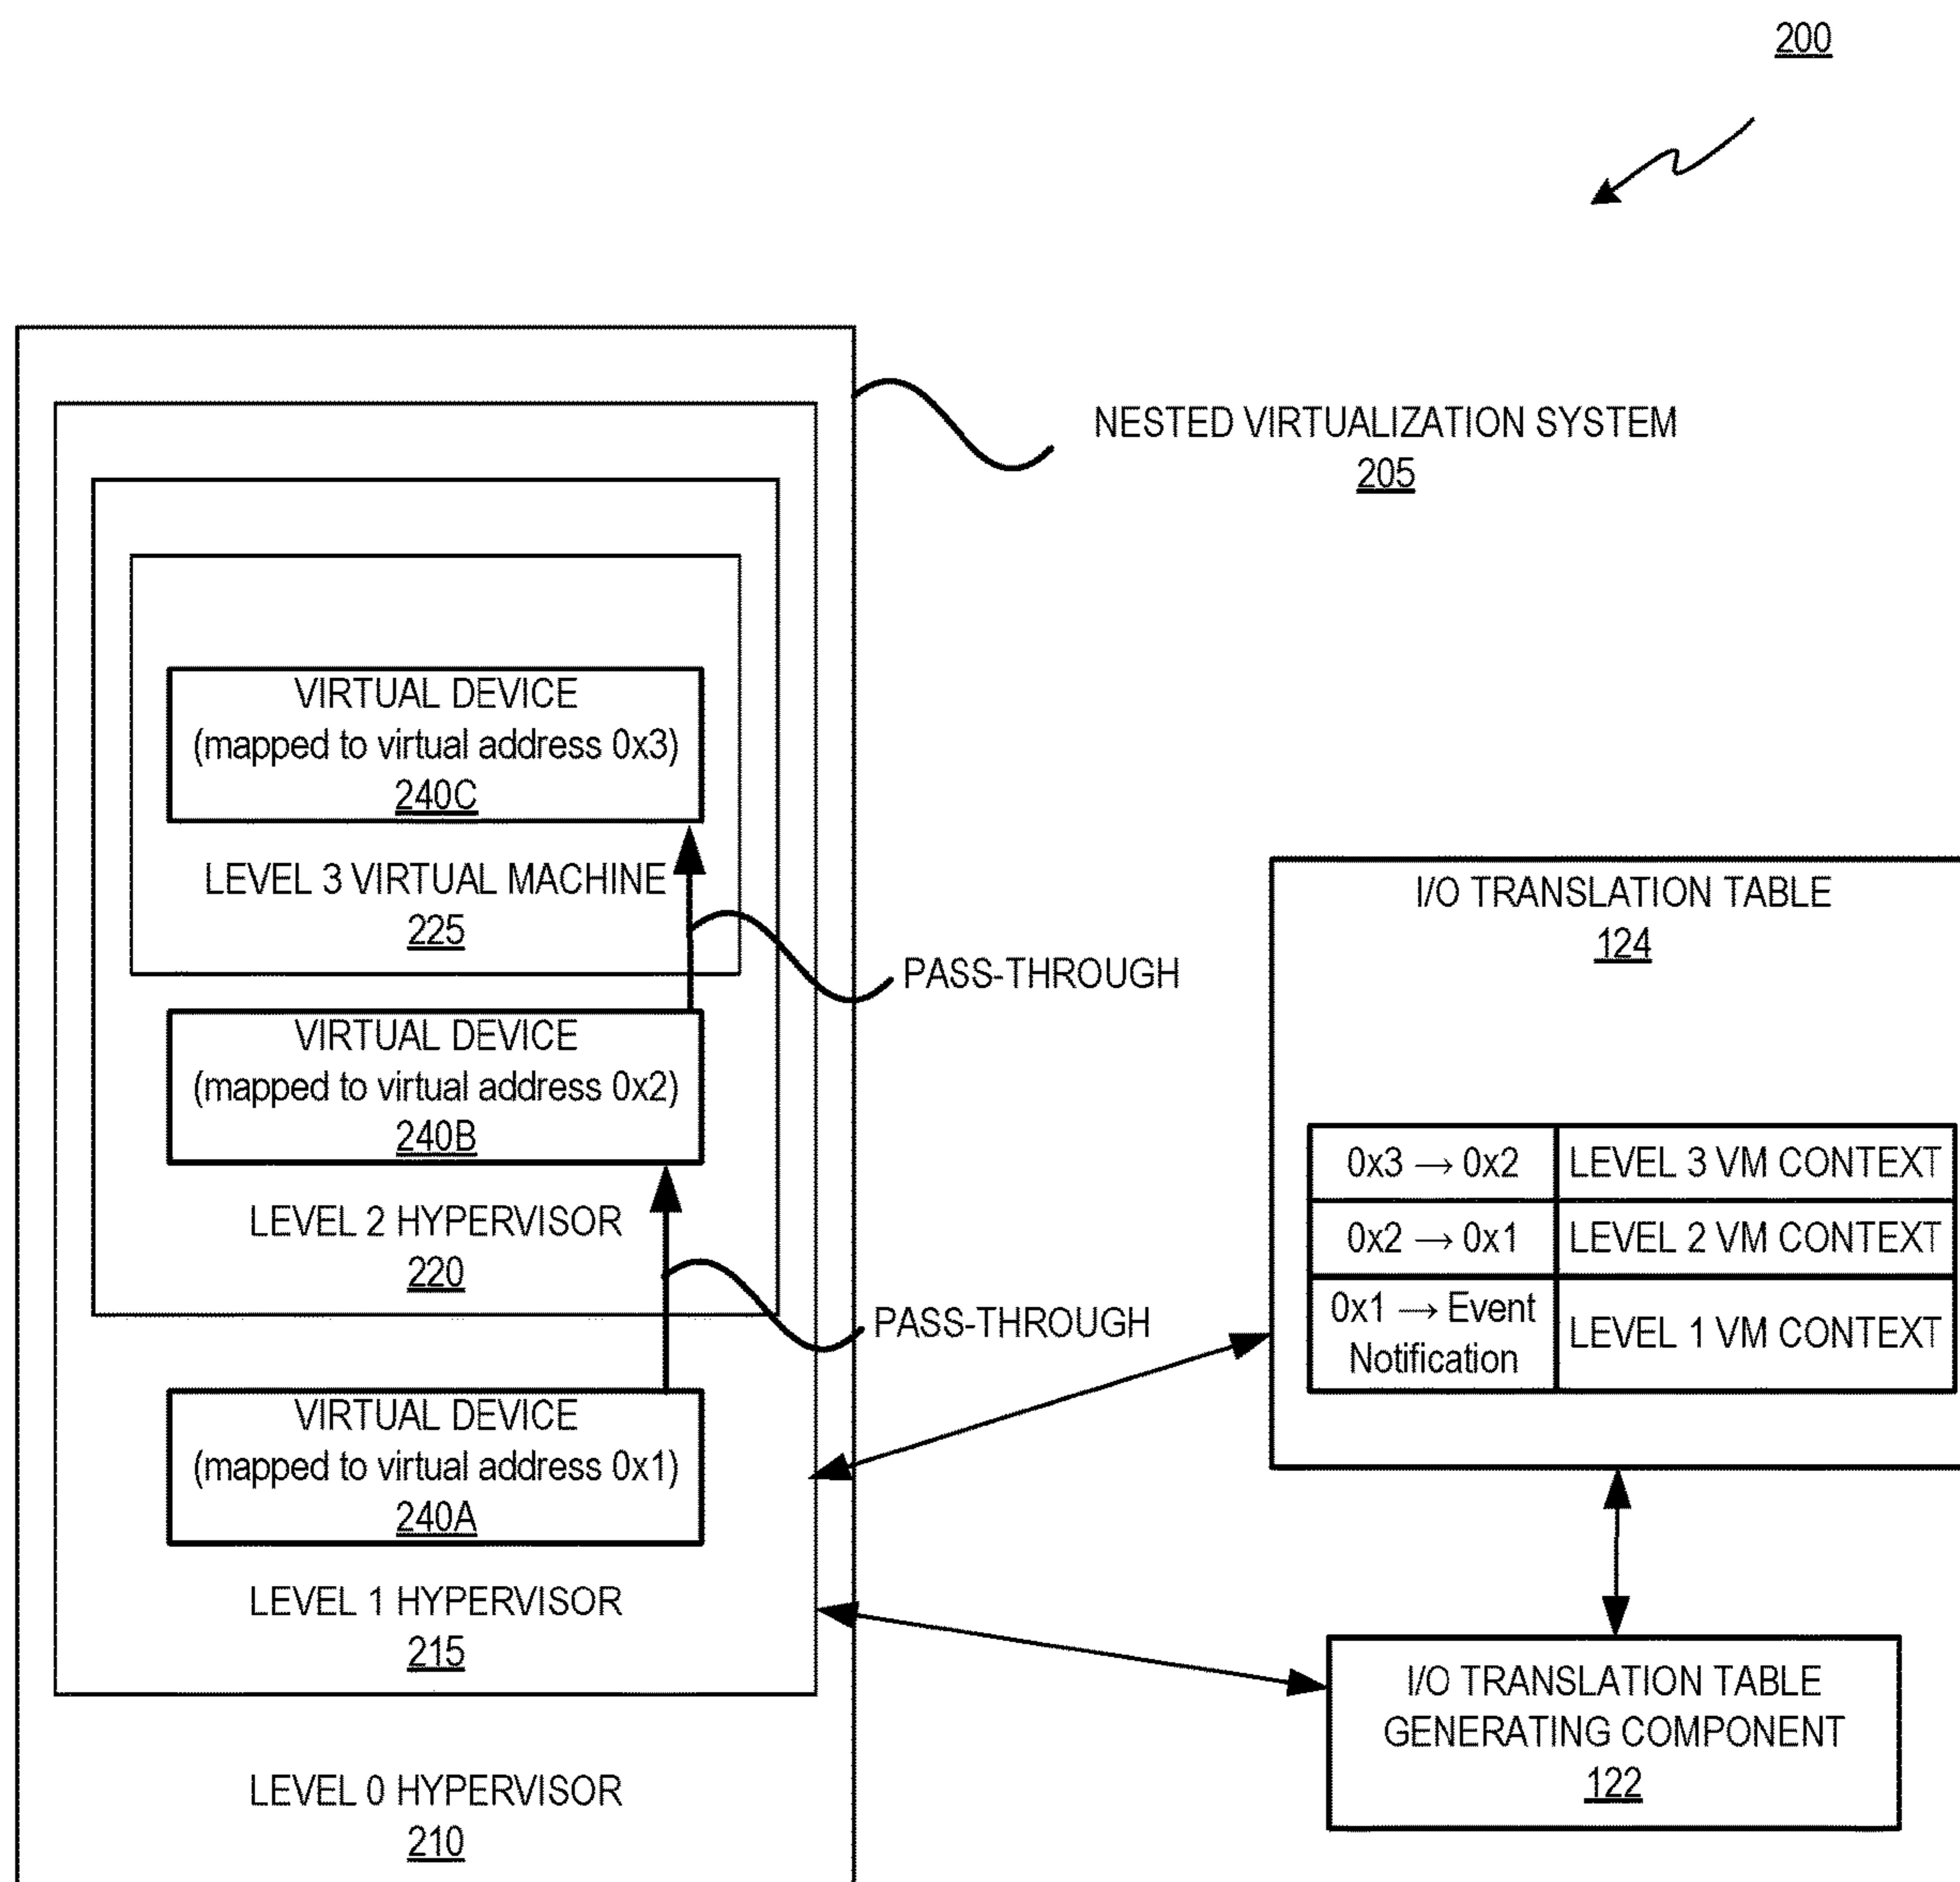 200
NESTED VIRTUALIZATION SYSTEM
205
VIRTUAL DEVICE
(mapped to virtual address 0x3)
240C
LEVEL 3 VIRTUAL MACHINE
225
PASS-THROUGH
VIRTUAL DEVICE
(mapped to virtual address 0x2)
240B
LEVEL 2 HYPERVISOR
220
PASS-THROUGH
VIRTUAL DEVICE
(mapped to virtual address 0x1)
240A
LEVEL 1 HYPERVISOR
215
LEVEL 0 HYPERVISOR
210
I/O TRANSLATION TABLE
124
0x3 → 0x2 LEVEL 3 VM CONTEXT
0x2 → 0x1 LEVEL 2 VM CONTEXT
0x1 → Event
Notification
LEVEL 1 VM CONTEXT
I/O TRANSLATION TABLE
GENERATING COMPONENT
122